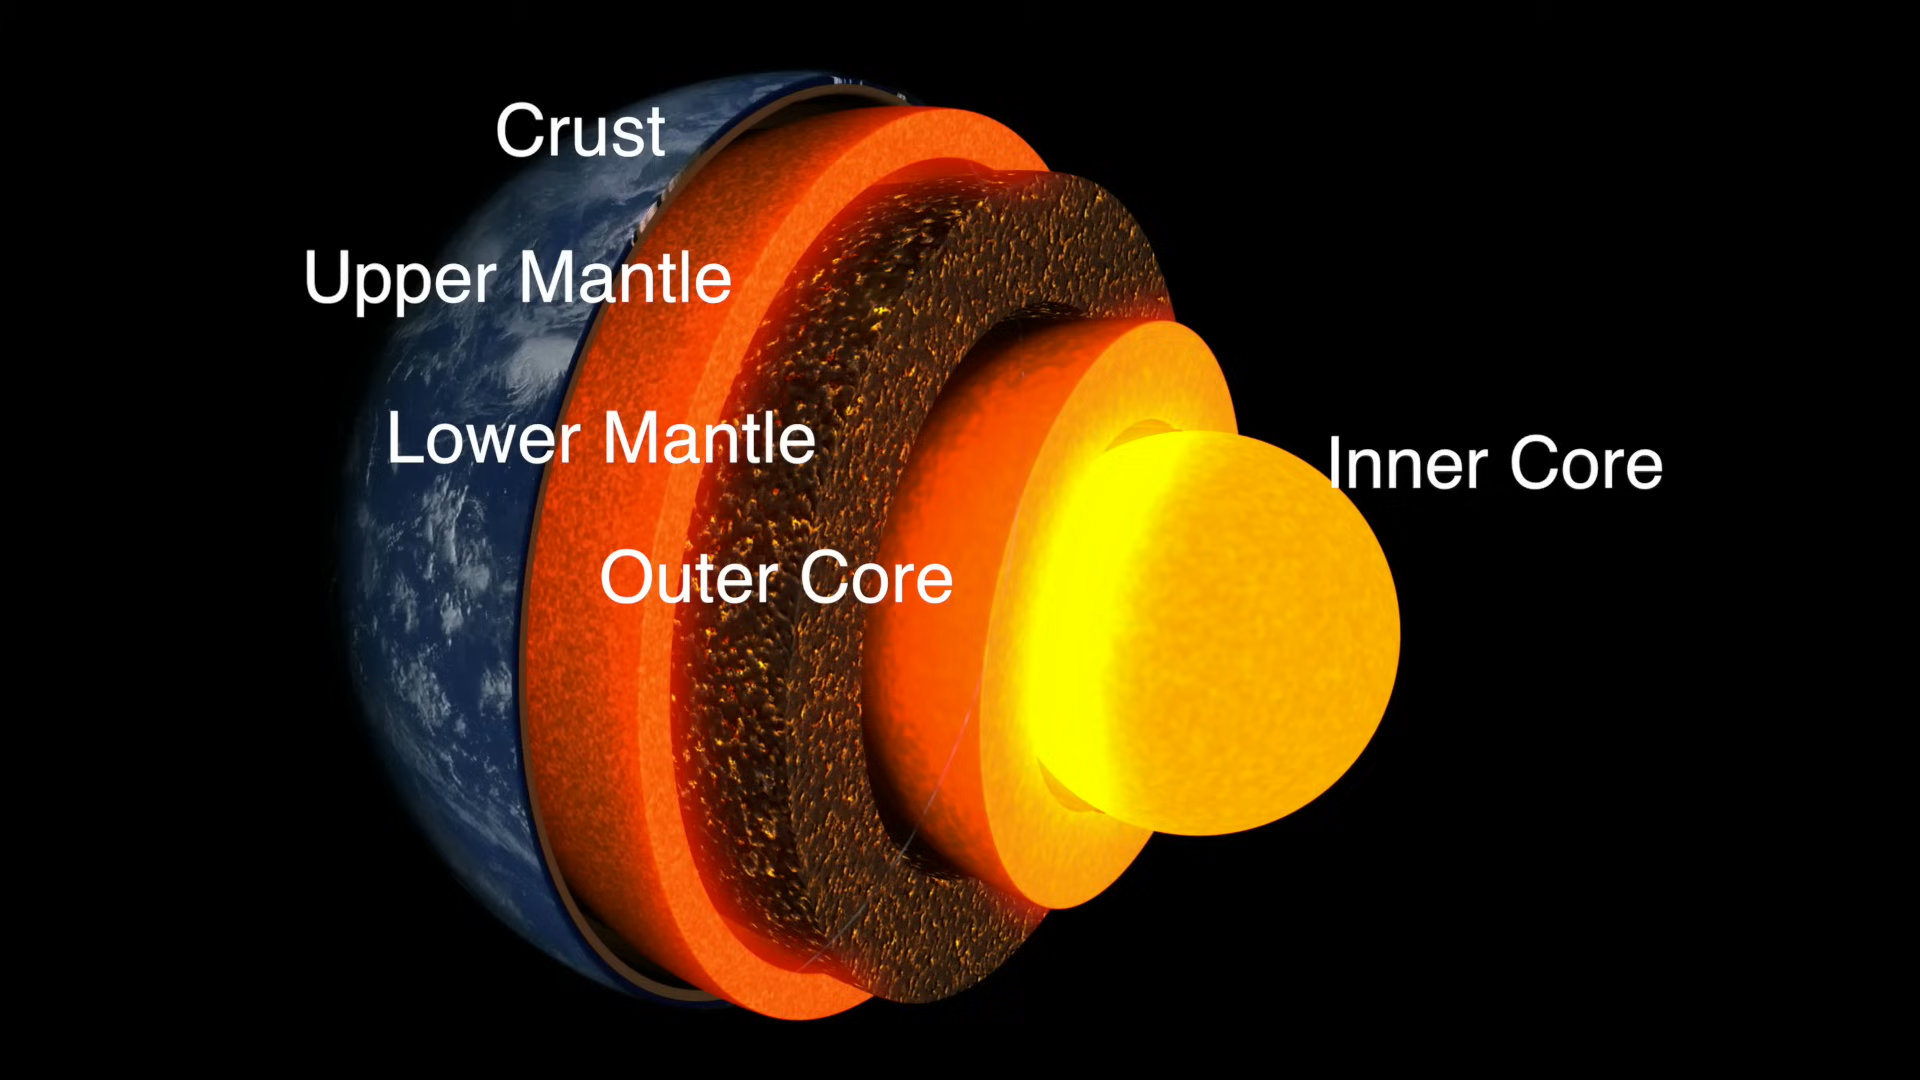 Crust
Upper Mantle
Lower Mantle
Inner Core
Outer Core